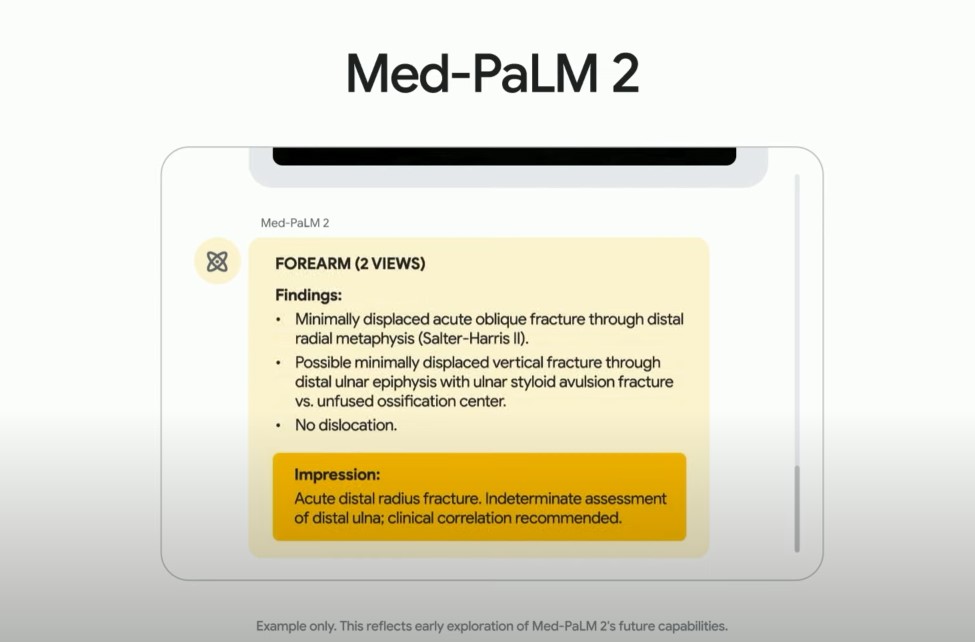 Med-PaLM 2
Med-PaLM 2
FOREARM (2 VIEWS)
Findings:
• Minimally displaced acute oblique fracture through distal
radial metaphysis (Salter-Harris II).
• Possible minimally displaced vertical fracture through
distal ulnar epiphysis with ulnar styloid avulsion fracture
vs. unfused ossification center.
• No dislocation.
Impression:
Acute distal radius fracture. Indeterminate assessment
of distal ulna; clinical correlation recommended.
Example only. This reflects early exploration of Med-PaLM 2's future capabilities.